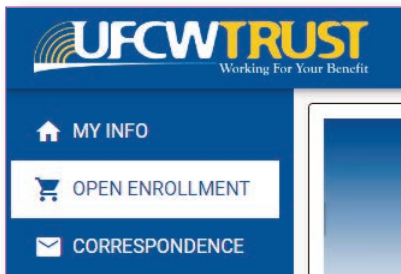 UFCWTRUST
Working For Your Benefit
MY INFO
OPEN ENROLLMENT
CORRESPONDENCE